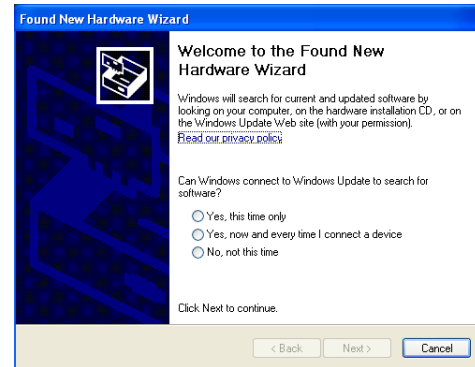 Found New Hardware Wizard
Welcome to the Found New
Hardware Wizard
Windows will search for current and updated software by
looking on your computer, on the hardware installation CD, or on
the Windows Update Web site (with your permission).
Read our privacy policy
Can Windows connect to Windows Update to search for
software?
Yes, this time only
Yes, now and every time I connect a device
No, not this time
Click Next to continue.
< Back
Next >
Cancel